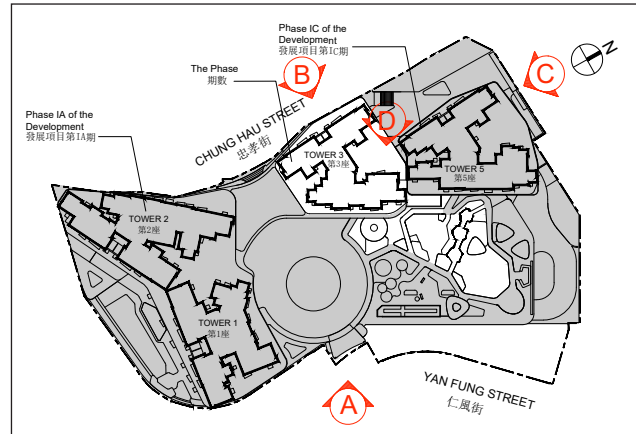 Phase IC of the
Development
發展項目第IC期
B
C
N
The Phase
期數
Phase IA of the
Development
發展項目第IA期
CHUNG HAU STREET
忠孝街
D
TOWER 3
第3座
TOWER 5
第5座
TOWER 2
第2座
TOWER 1
第1座
A
YAN FUNG STREET
仁風街